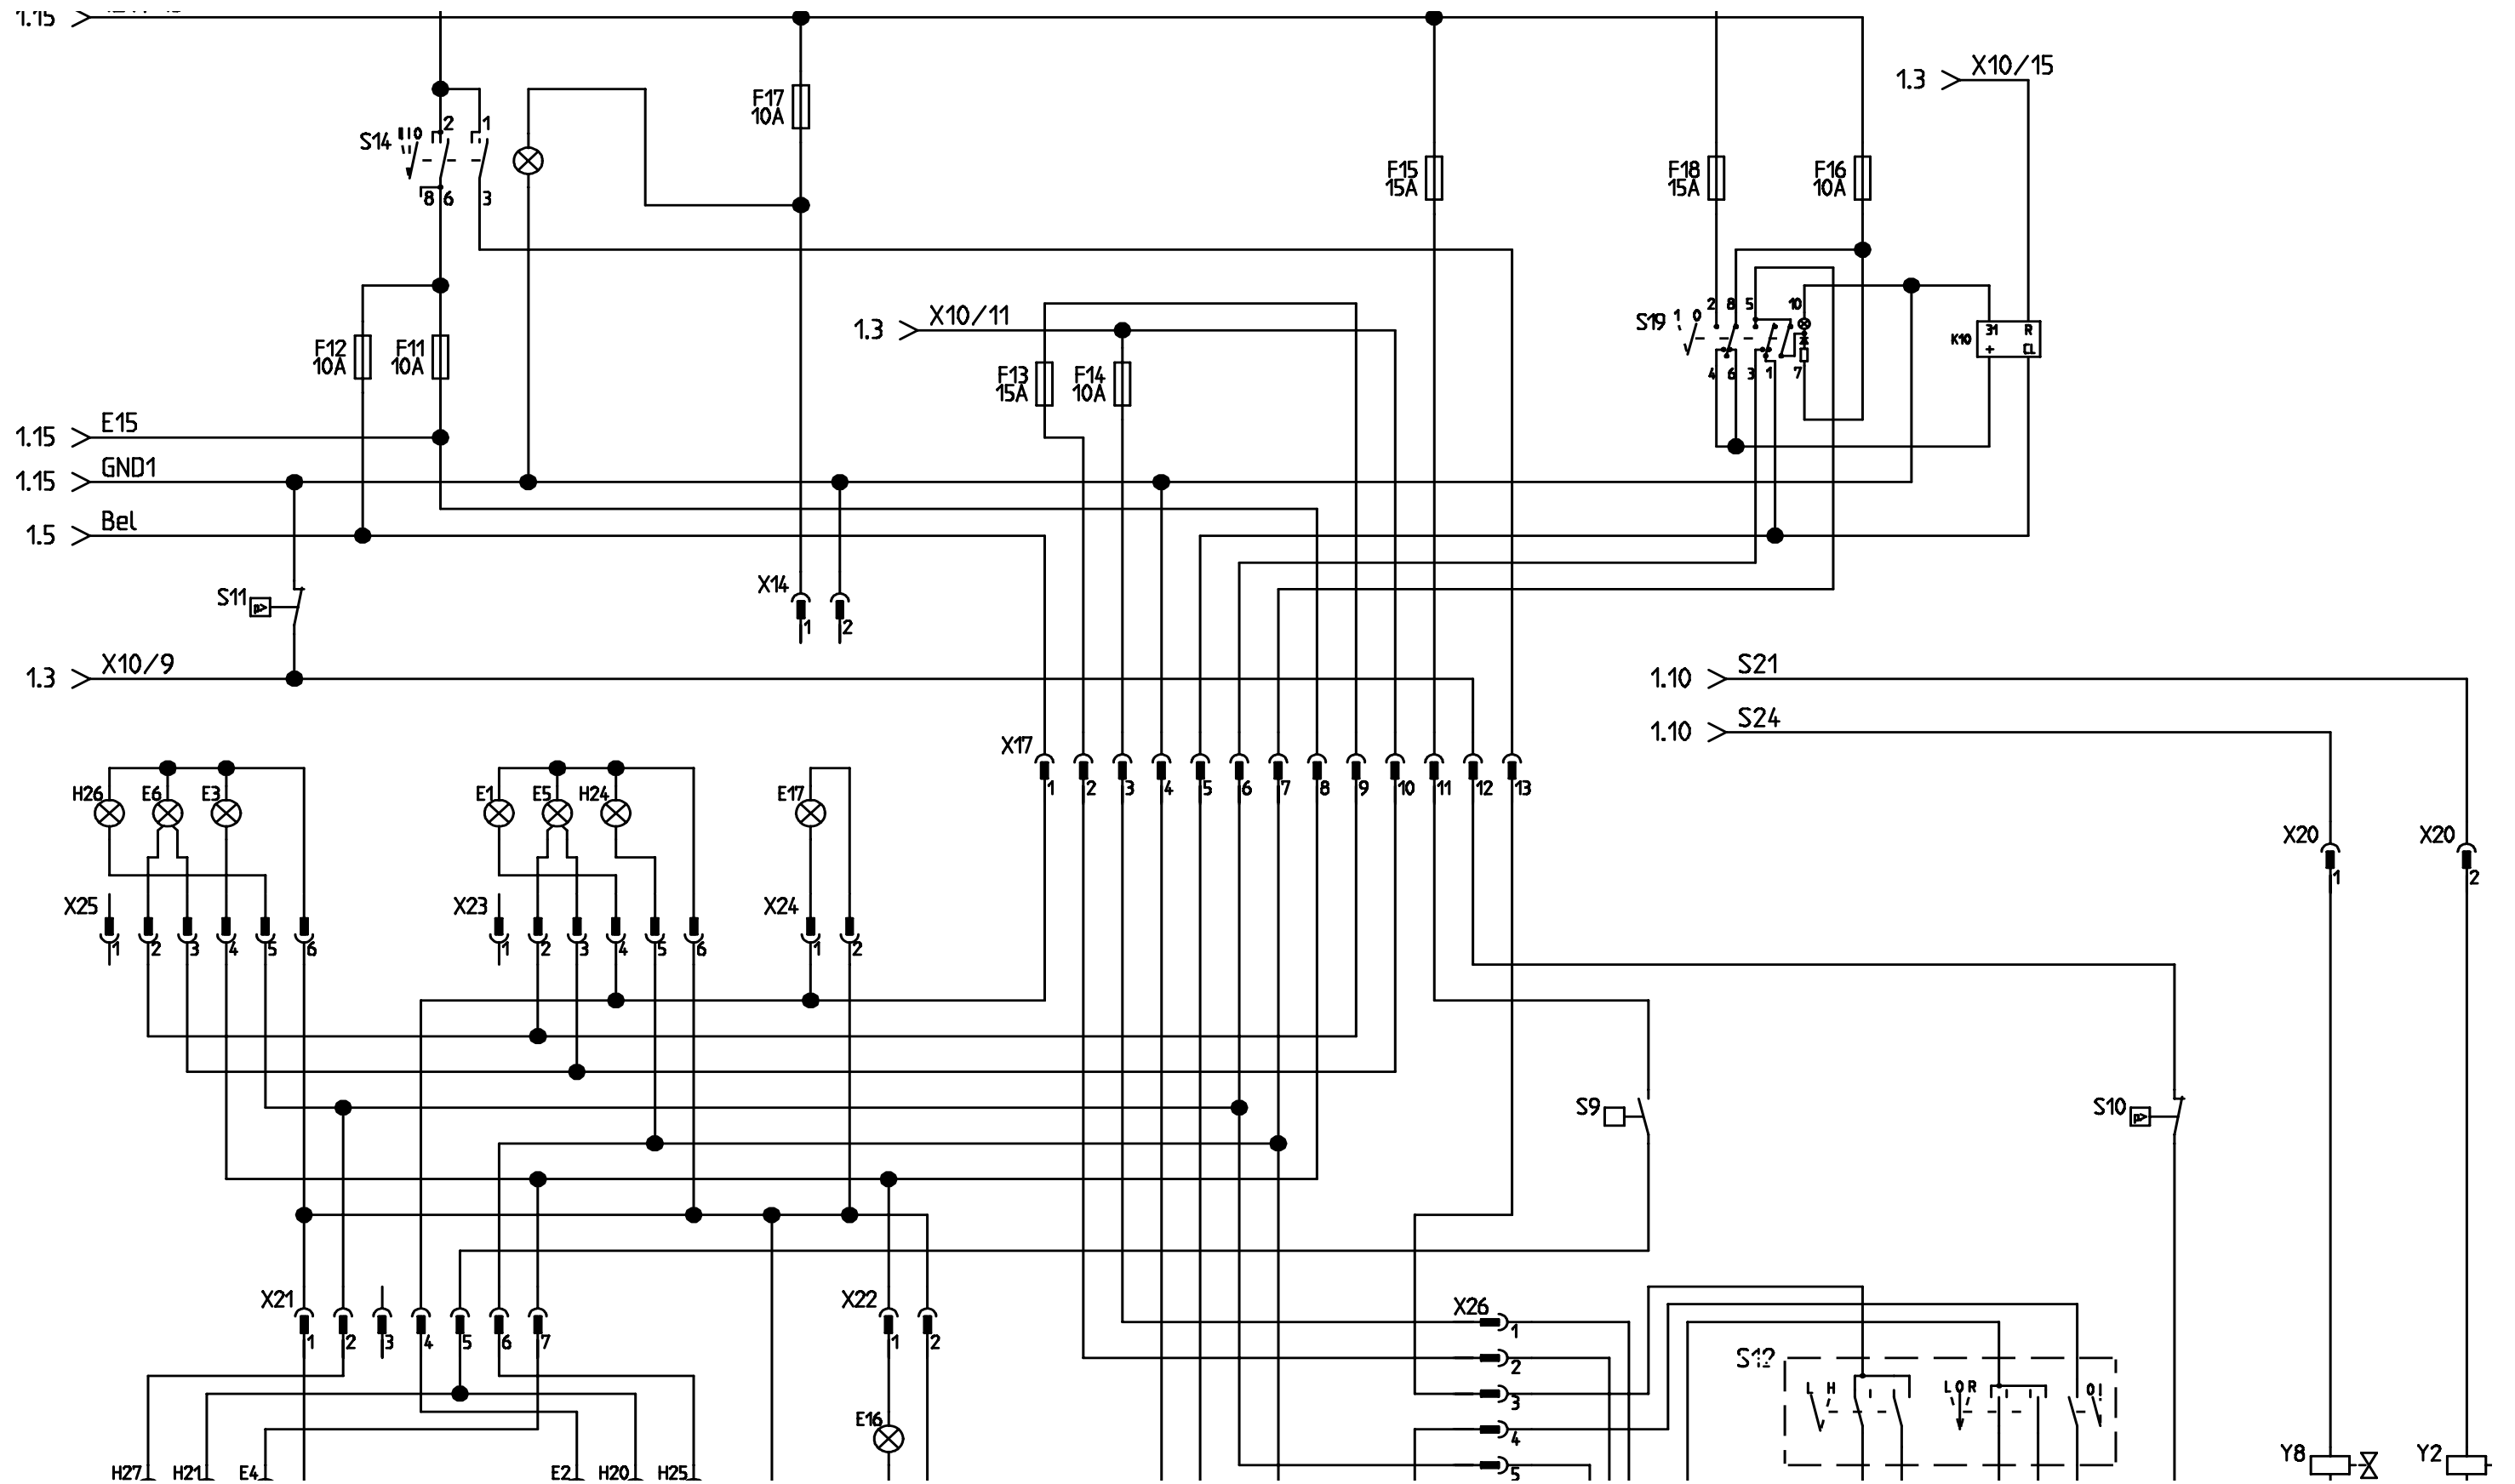 1.15
1.3 X10/15
S14 I I 0 2 1
8 6 3
F17
10A
F15
15A
F18
15A
F16
10A
1.3 X10/11
S19 1 0 2 8 5 10
4 6 3 1 7
K10 31 R
+
F12
10A
F11
10A
F13
15A
F14
10A
1.15 E15
1.15 GND1
1.5 Bel
S11 p>
X14 1 2
1.3 X10/9
1.10 S21
1.10 S24
X17 1 2 3 4 5 6 7 8 9 10 11 12 13
H26 E6 E3 E1 E5 H24 E17
X20 1
X20 2
X25 1 2 3 4 5 6
X23 1 2 3 4 5 6
X24 1 2
S9
S10 p>
X21 1 2 3 4 5 6 7
X22 1 2
X26 1
2
3
4
5
L H L 0 R 0 I
E16
Y8
Y2
H27 H21 E4 E2 H20 H25